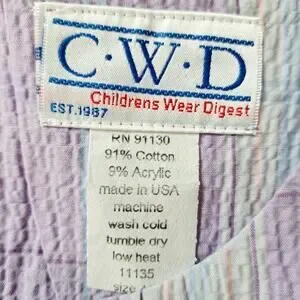 C·W·D
Childrens Wear Digest
EST.1987
RN 91130
91% Cotton
9% Acrylic
made in USA
machine
wash cold
tumble dry
low heat
11135
size